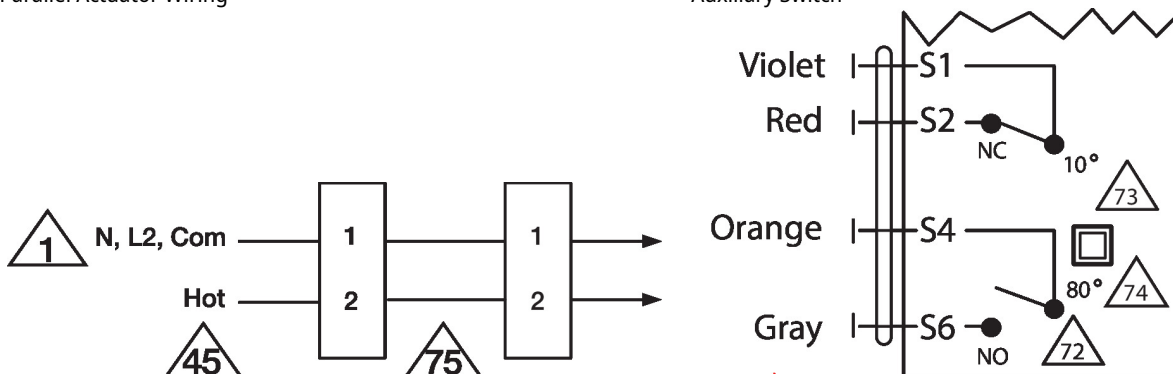 Parallel Actuator Wiring
Auxiliary Switch
Violet S1
Red S2
NC
10°
73
1 N, L2, Com 1 1
Orange S4
Hot 2 2
80° 74
Gray S6
NO
72
45 75